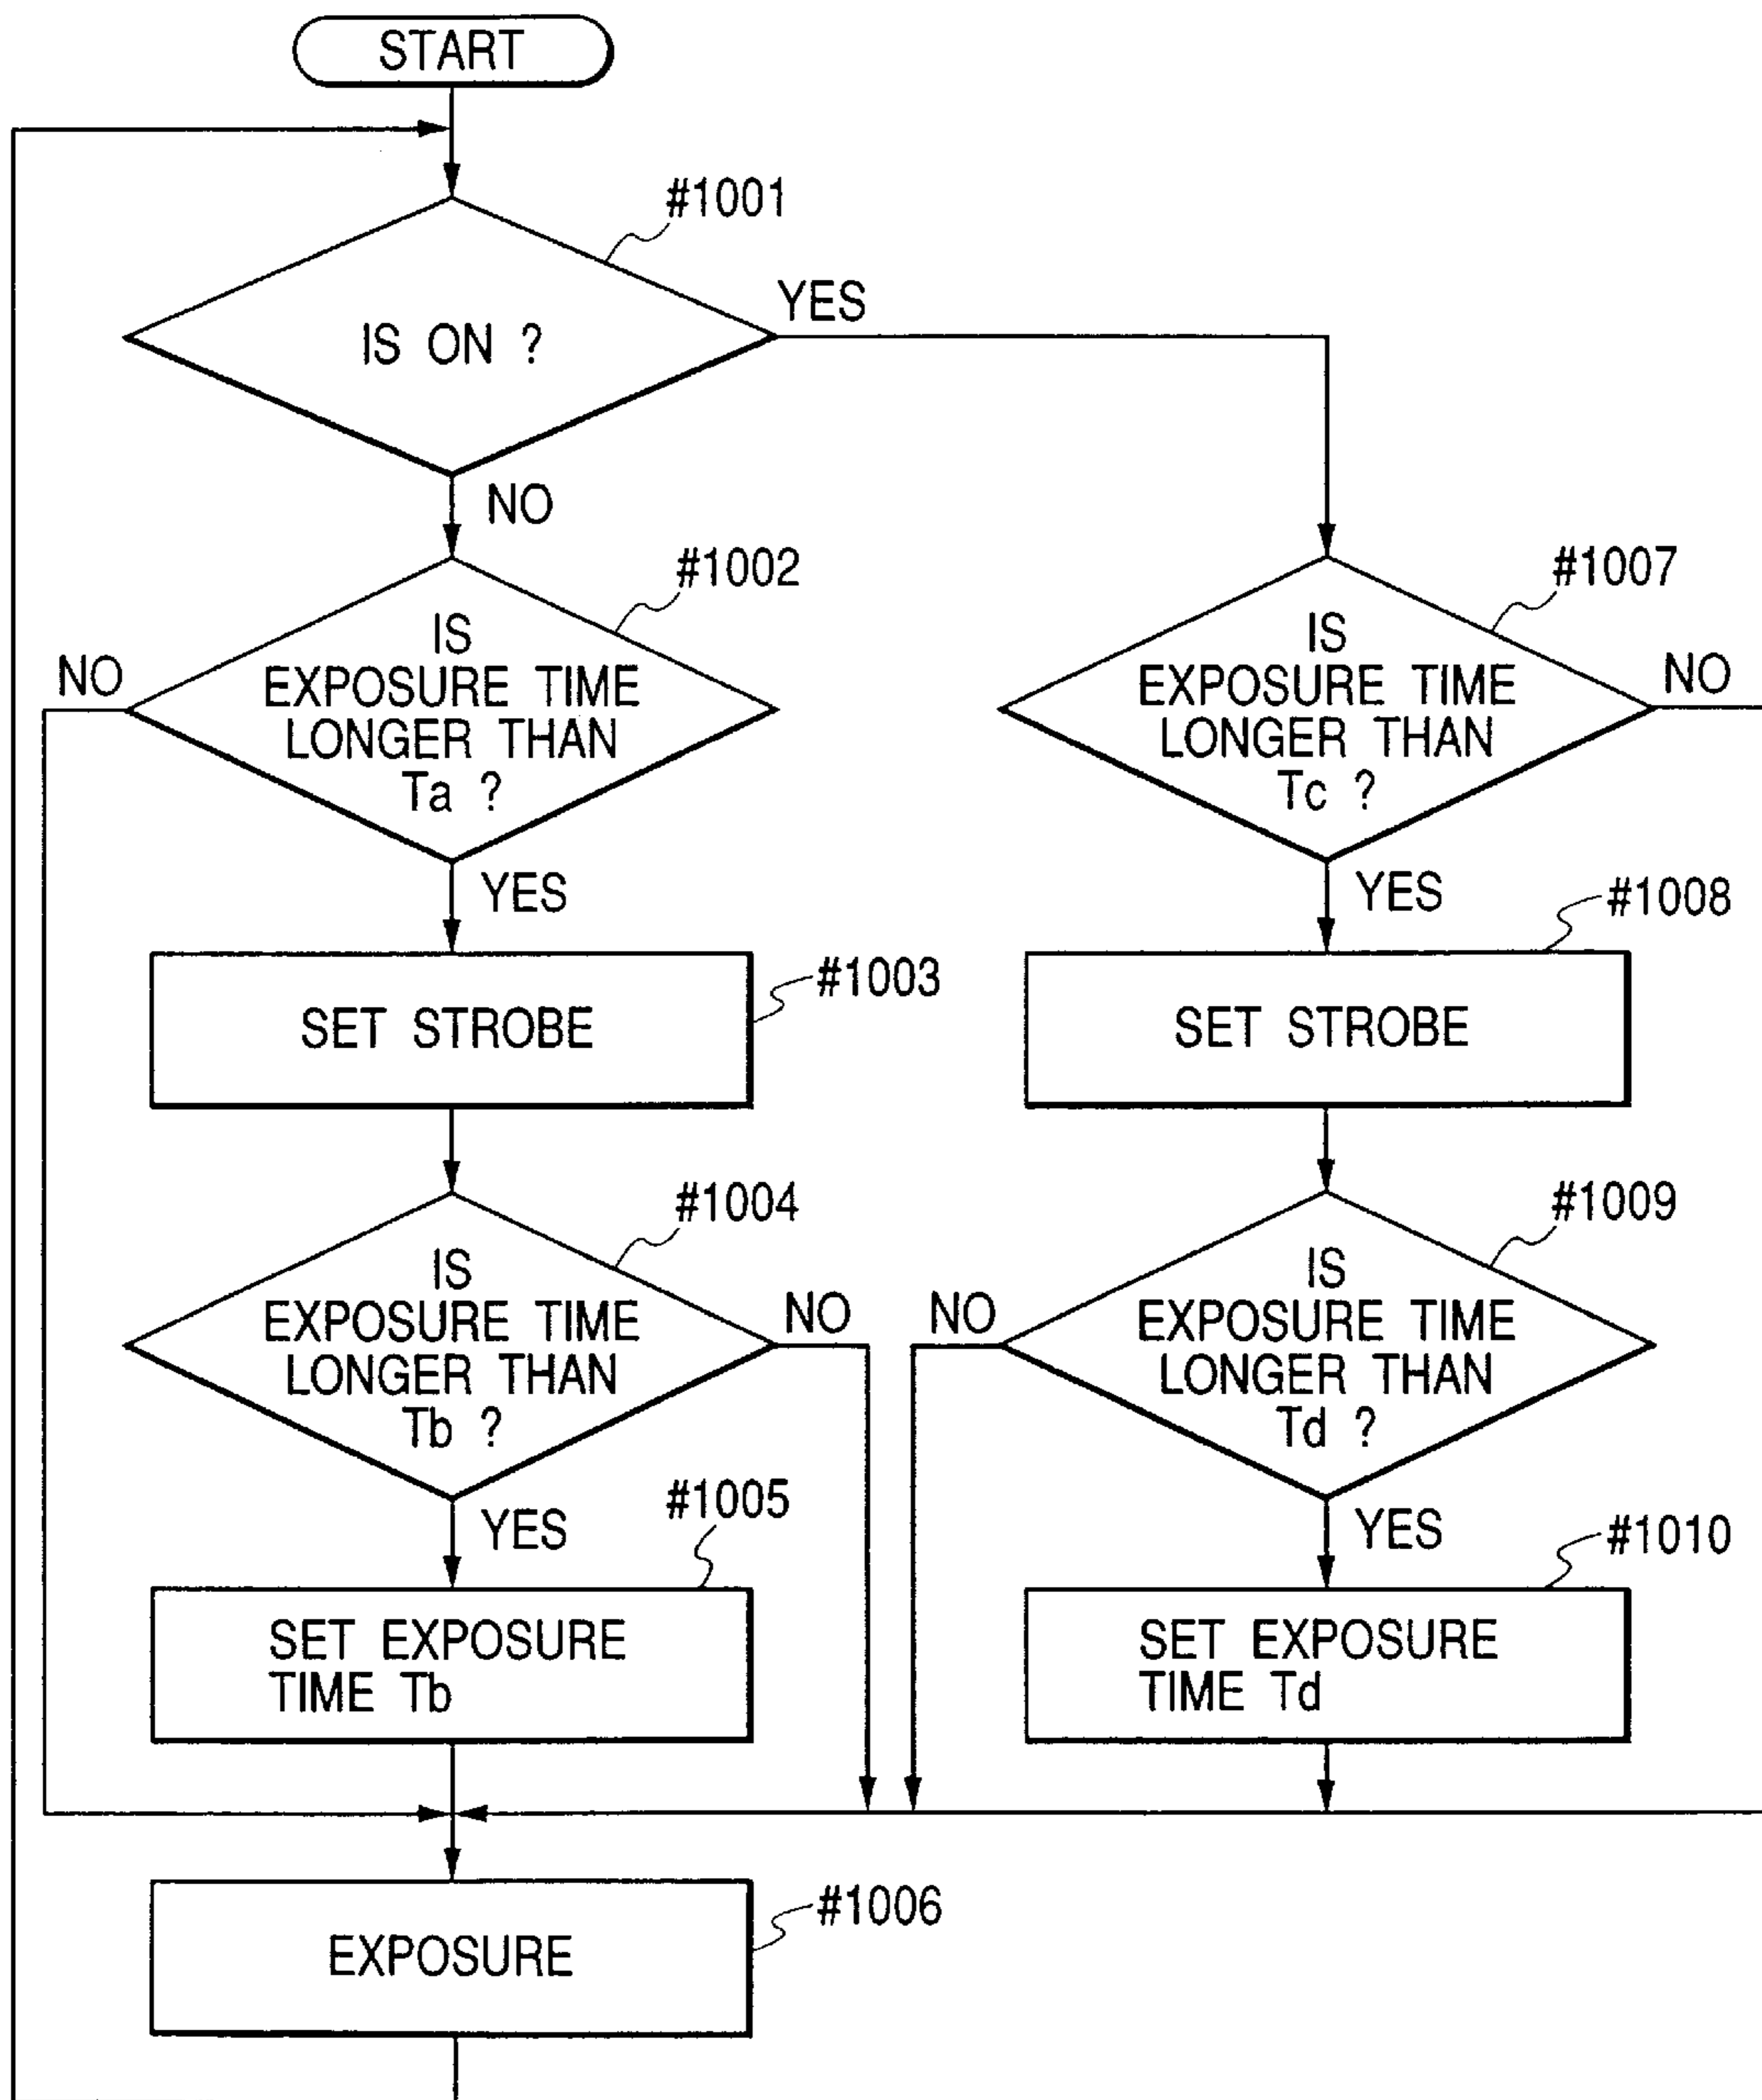 START
#1001
IS ON ?
YES
NO
#1002
IS
EXPOSURE TIME
LONGER THAN
Ta ?
NO
YES
#1007
IS
EXPOSURE TIME
LONGER THAN
Tc ?
NO
YES
#1003
SET STROBE
#1008
SET STROBE
#1004
IS
EXPOSURE TIME
LONGER THAN
Tb ?
NO
YES
#1009
IS
EXPOSURE TIME
LONGER THAN
Td ?
NO
YES
#1005
SET EXPOSURE
TIME Tb
#1010
SET EXPOSURE
TIME Td
#1006
EXPOSURE